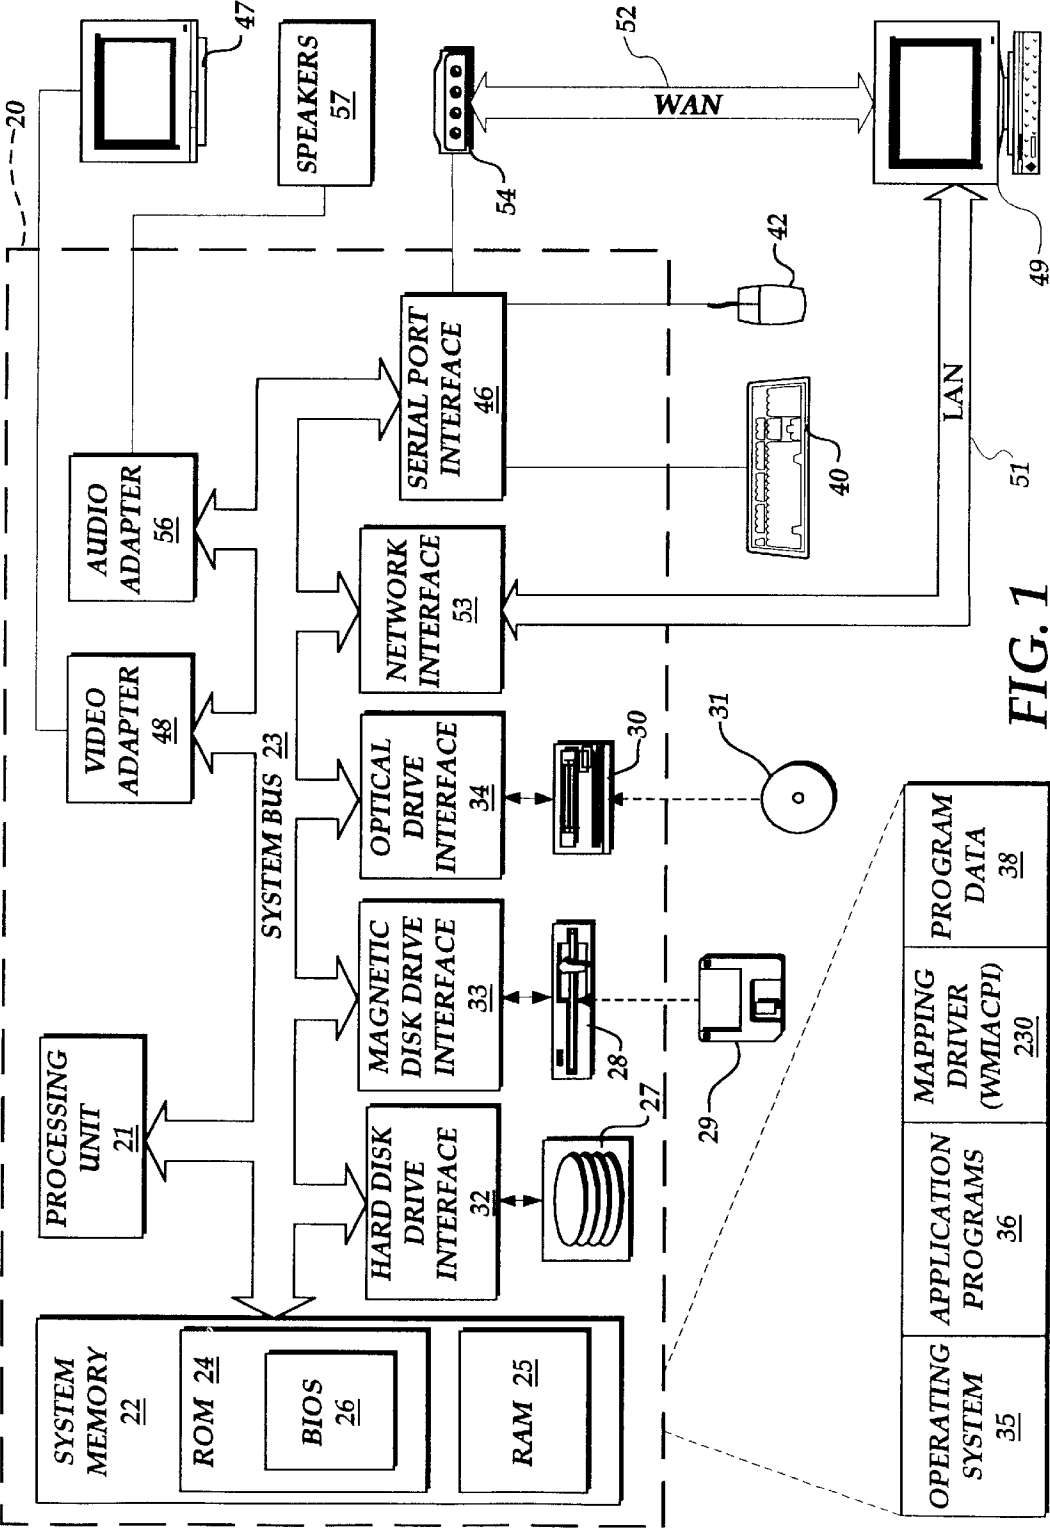 20
SYSTEM
MEMORY
22
ROM 24
BIOS
26
RAM 25
PROCESSING
UNIT
21
VIDEO
ADAPTER
48
AUDIO
ADAPTER
56
47
SPEAKERS
57
SYSTEM BUS 23
HARD DISK
DRIVE
INTERFACE
32
MAGNETIC
DISK DRIVE
INTERFACE
33
OPTICAL
DRIVE
INTERFACE
34
NETWORK
INTERFACE
53
SERIAL PORT
INTERFACE
46
54
WAN
52
27
28
30
29
31
40
42
LAN
51
49
OPERATING
SYSTEM
35
APPLICATION
PROGRAMS
36
MAPPING
DRIVER
(WMIACPI)
230
PROGRAM
DATA
38
FIG. 1